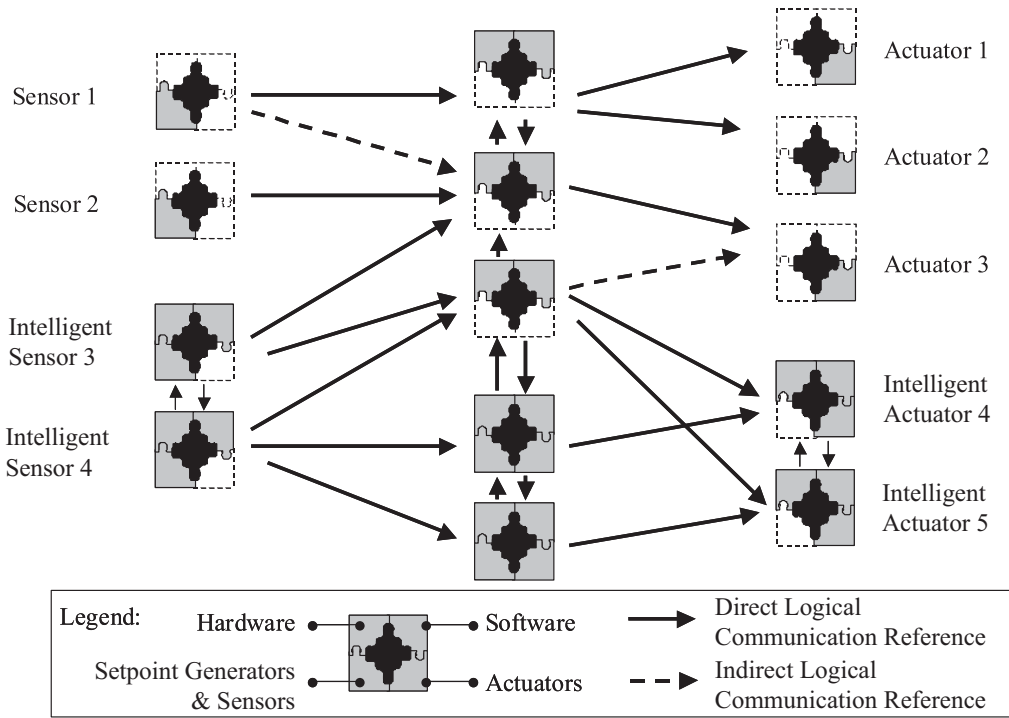 Sensor 1
Sensor 2
Intelligent
Sensor 3
Intelligent
Sensor 4
Actuator 1
Actuator 2
Actuator 3
Intelligent
Actuator 4
Intelligent
Actuator 5
Legend:
Hardware
Software
Setpoint Generators
& Sensors
Actuators
Direct Logical
Communication Reference
Indirect Logical
Communication Reference